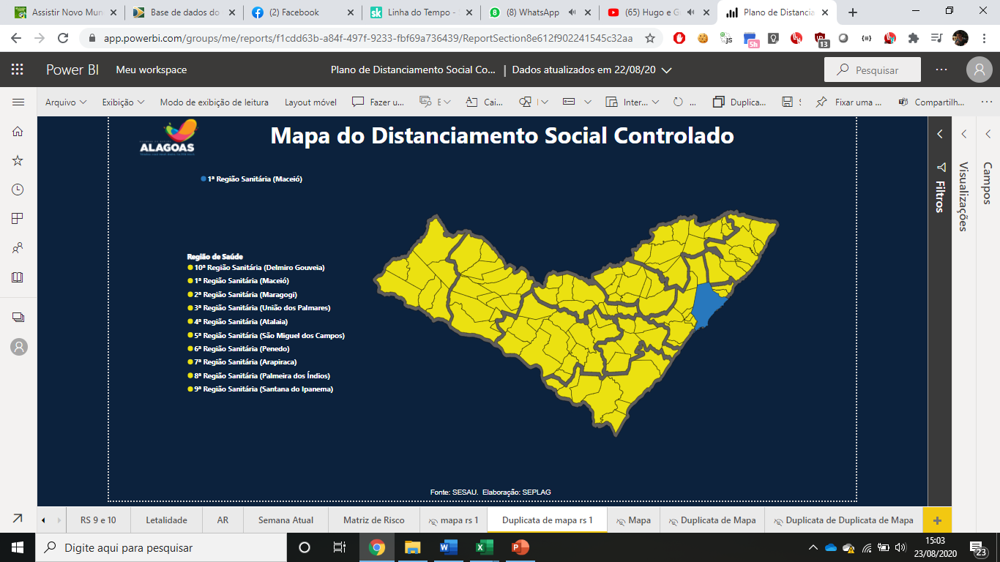 Assistir Novo Mun
Base de dados do
(2) Facebook
Linha do Tempo -
(8) WhatsApp
(65) Hugo e G
Plano de Distancia
app.powerbi.com/groups/me/reports/f1cdd63b-a84f-497f-9233-fbf69a736439/ReportSection8e612f902241545c32aa
5h
JS
13
Power BI
Meu workspace
Plano de Distanciamento Social Co... | Dados atualizados em 22/08/20
Pesquisar
Arquivo
Exibição
Modo de exibição de leitura
Layout móvel
Fazer u...
E
Cai...
I
Inter...
...
Duplica...
S
Fixar uma ...
Compartilh...
ALAGOAS
Mapa do Distanciamento Social Controlado
1ª Região Sanitária (Maceió)
Região de Saúde
10ª Região Sanitária (Delmiro Gouveia)
1ª Região Sanitária (Maceió)
2ª Região Sanitária (Maragogi)
3ª Região Sanitária (União dos Palmares)
4ª Região Sanitária (Atalaia)
5ª Região Sanitária (São Miguel dos Campos)
6ª Região Sanitária (Penedo)
7ª Região Sanitária (Arapiraca)
8ª Região Sanitária (Palmeira dos Índios)
9ª Região Sanitária (Santana do Ipanema)
Filtros
Visualizações
Campos
Fonte: SESAU. Elaboração: SEPLAG
RS 9 e 10
Letalidade
AR
Semana Atual
Matriz de Risco
mapa rs 1
Duplicata de mapa rs 1
Mapa
Duplicata de Mapa
Duplicata de Duplicata de Mapa
Digite aqui para pesquisar
15:03
23/08/2020
23